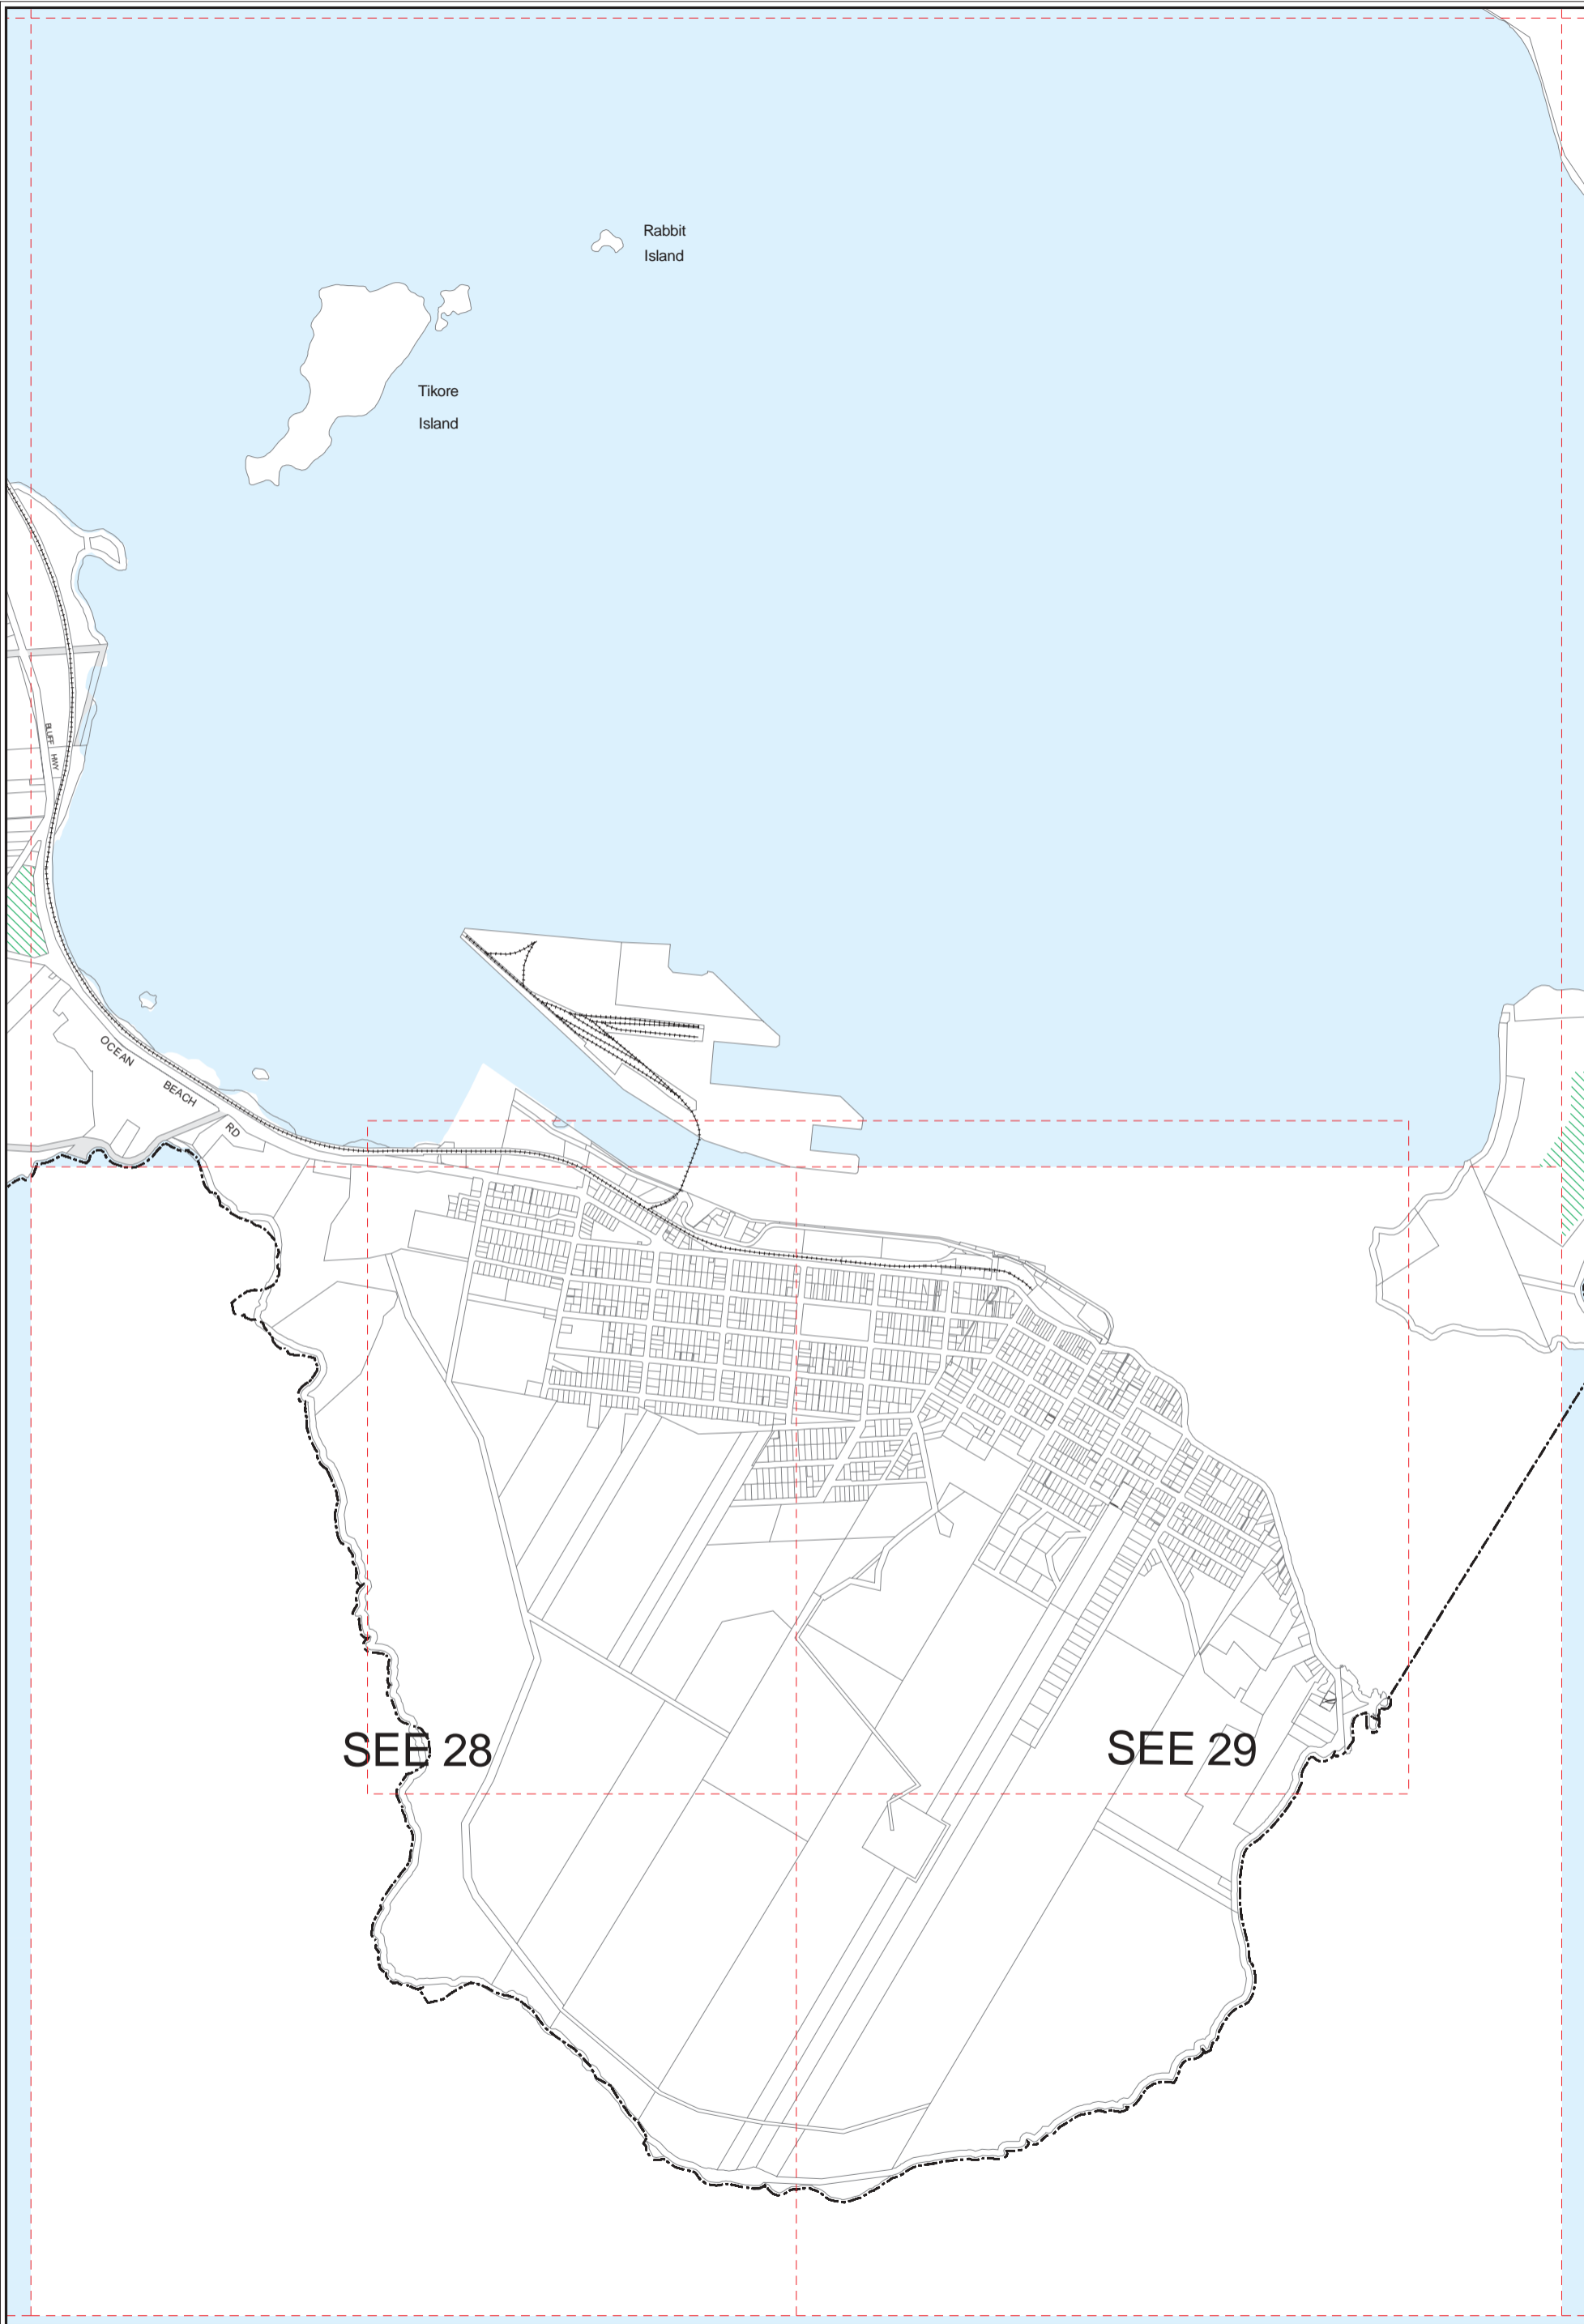 Rabbit
Island
Tikore
Island
BLUFF
HWY
OCEAN
BEACH
RD
SEE 28
SEE 29